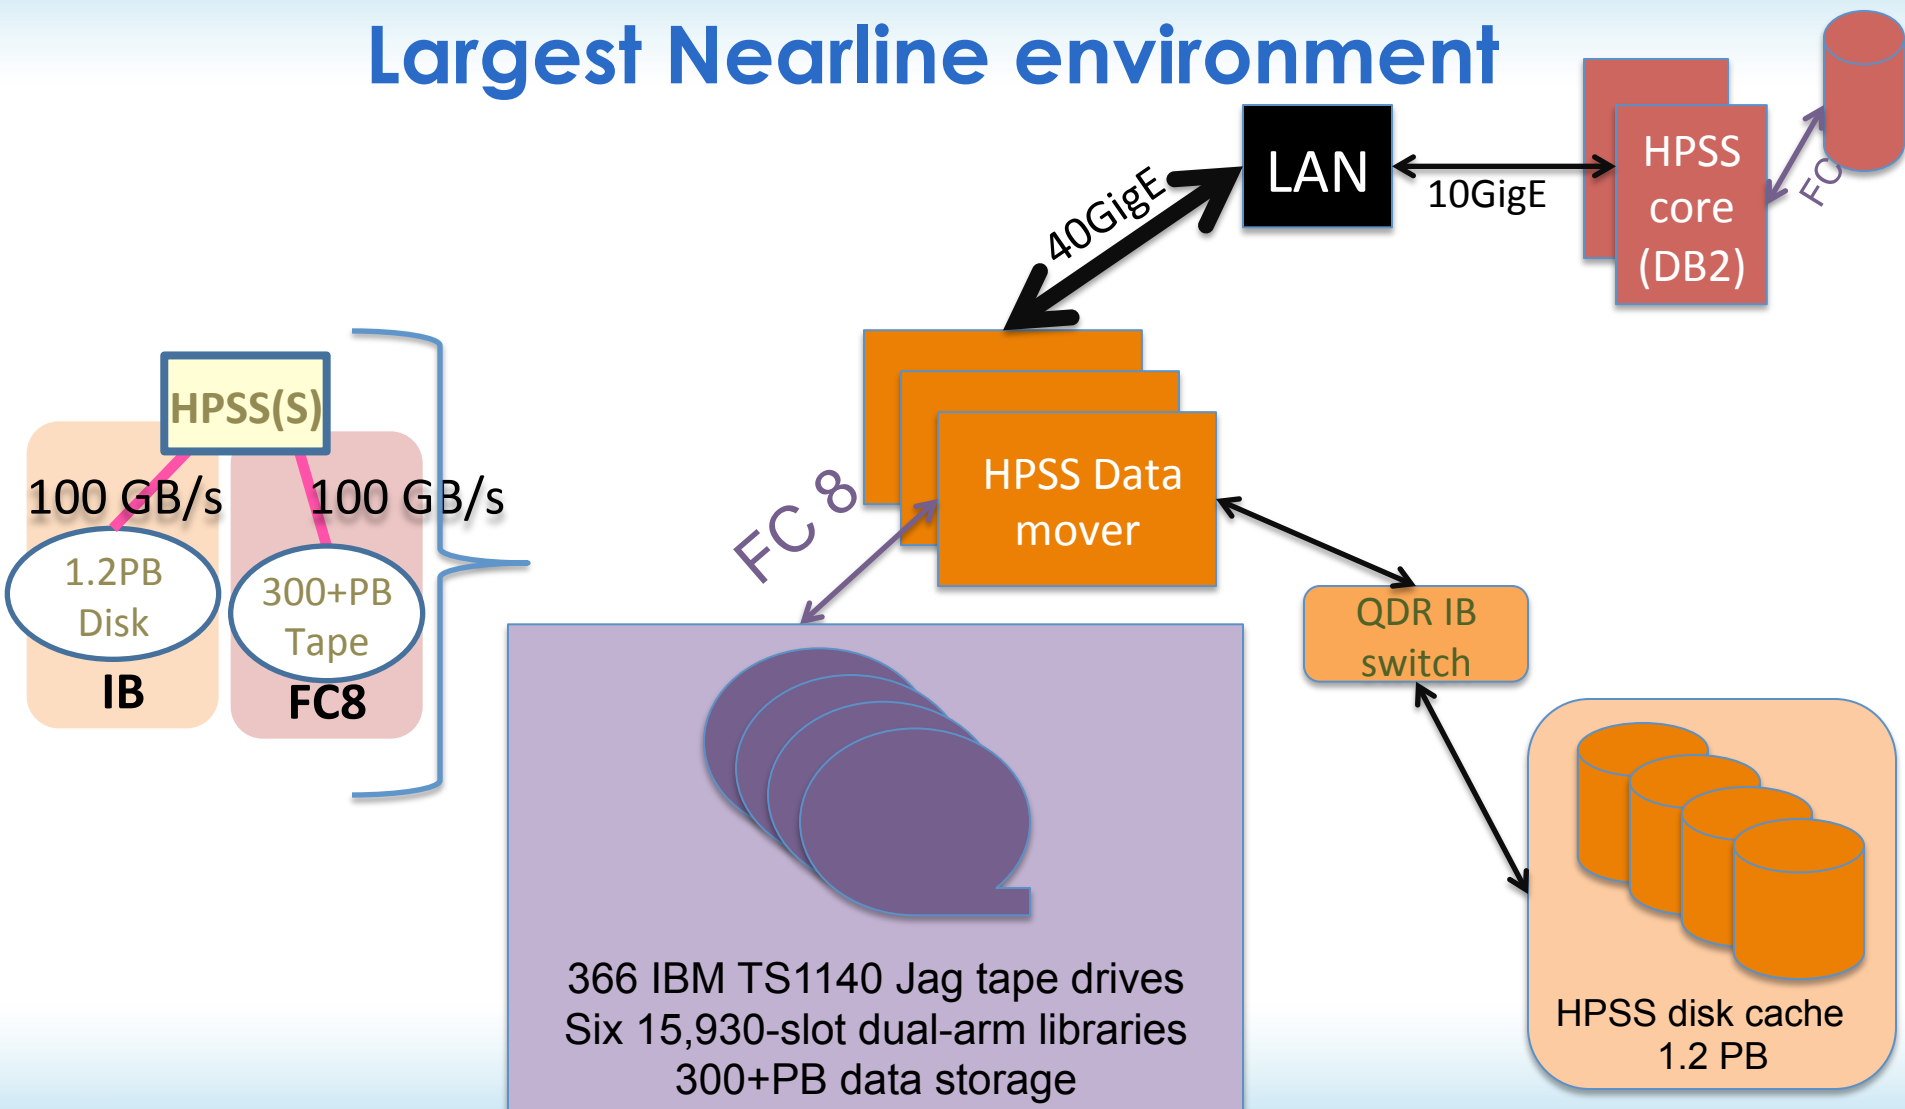 Largest Nearline environment
LAN
10GigE
40GigE
HPSS
core
(DB2)
FC
HPSS(S)
100 GB/s
100 GB/s
1.2PB
Disk
300+PB
Tape
IB
FC8
FC 8
HPSS Data
mover
QDR IB
switch
366 IBM TS1140 Jag tape drives
Six 15,930-slot dual-arm libraries
300+PB data storage
HPSS disk cache
1.2 PB